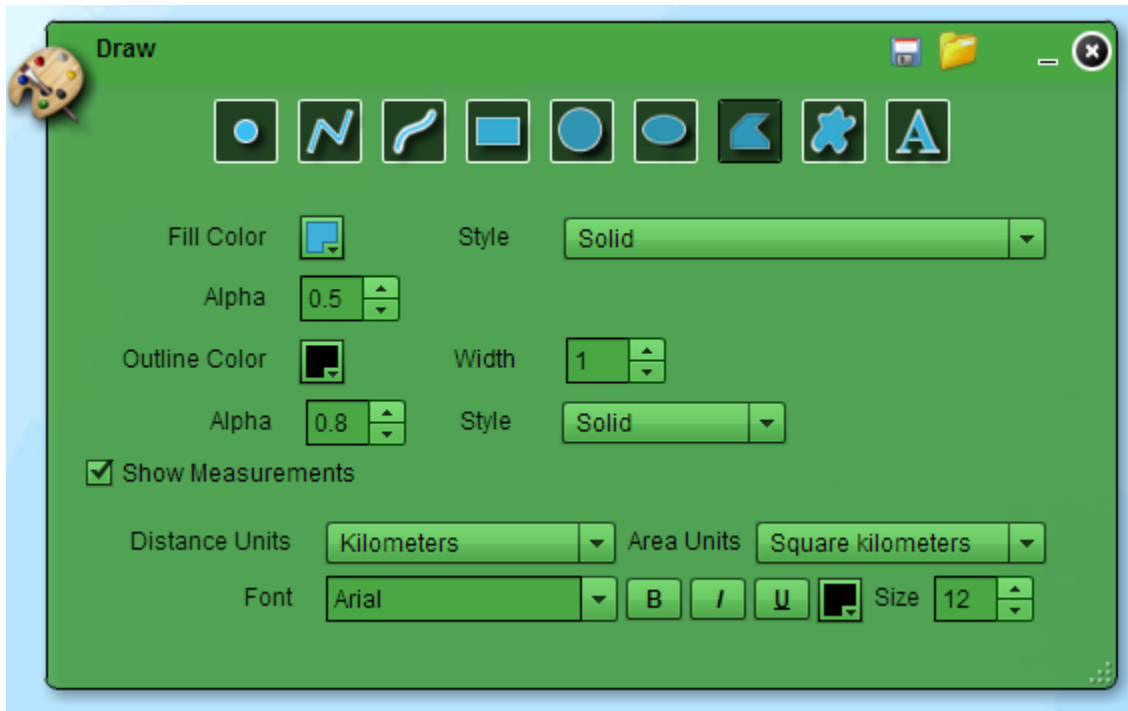 Draw
A
Fill Color Style Solid
Alpha 0.5
Outline Color Width 1
Alpha 0.8 Style Solid
Show Measurements
Distance Units Kilometers Area Units Square kilometers
Font Arial B I U Size 12